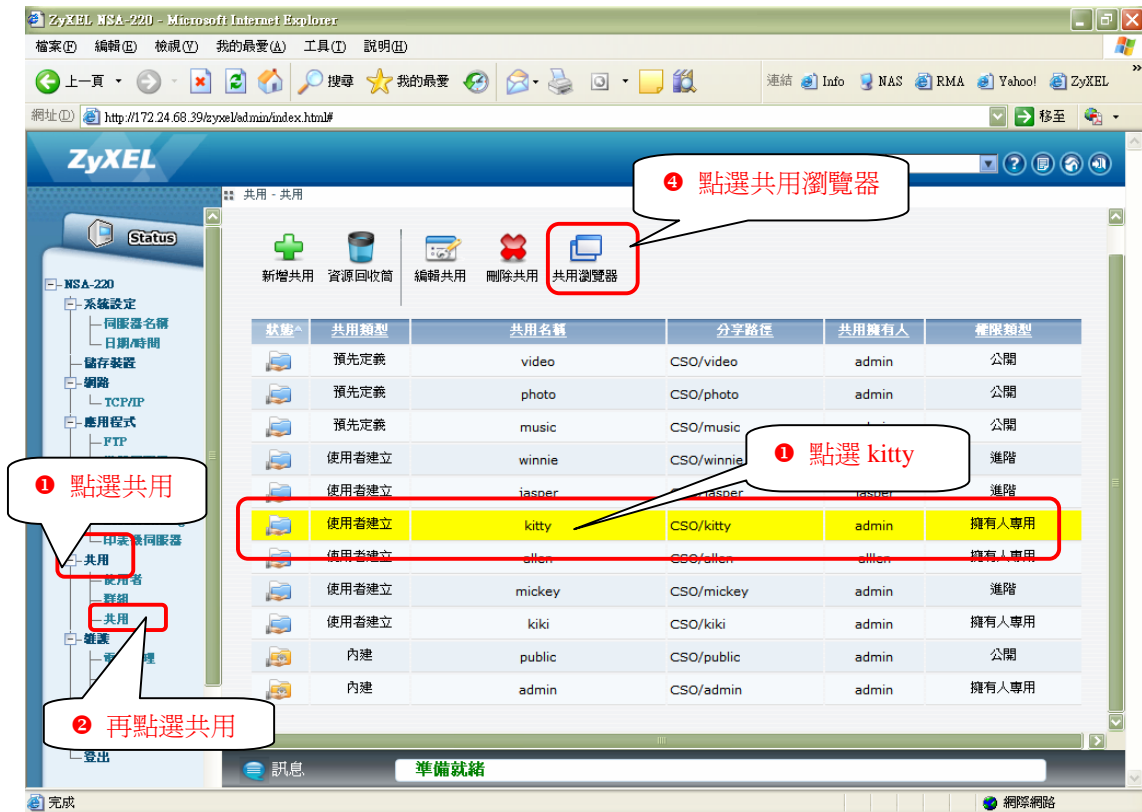 ZyXEL NSA-220 - Microsoft Internet Explorer
檔案(F) 編輯(E) 檢視(V) 我的最愛(A) 工具(T) 說明(H)
上一頁 搜尋 我的最愛 連結 Info NAS RMA Yahoo! ZyXEL »
網址(D) http://172.24.68.39/zyxel/admin/index.html# 移至
ZyXEL
共用 - 共用
❹ 點選共用瀏覽器
Status
新增共用 資源回收筒 編輯共用 刪除共用 共用瀏覽器
NSA-220
系統設定
伺服器名稱
日期/時間
儲存裝置
網路
TCP/IP
應用程式
FTP
印表機伺服器
共用
使用者
群組
共用
維護
登出
狀態 共用類型 共用名稱 分享路徑 共用擁有人 權限類型
預先定義 video CSO/video admin 公開
預先定義 photo CSO/photo admin 公開
預先定義 music CSO/music 公開
使用者建立 winnie CSO/winnie 進階
使用者建立 jasper CSO/jasper jasper 進階
使用者建立 kitty CSO/kitty admin 擁有人專用
使用者建立 allen CSO/allen alllen 擁有人專用
使用者建立 mickey CSO/mickey admin 進階
使用者建立 kiki CSO/kiki admin 擁有人專用
內建 public CSO/public admin 公開
內建 admin CSO/admin admin 擁有人專用
❶ 點選 kitty
❶ 點選共用
❷ 再點選共用
訊息 準備就緒
完成 網際網路